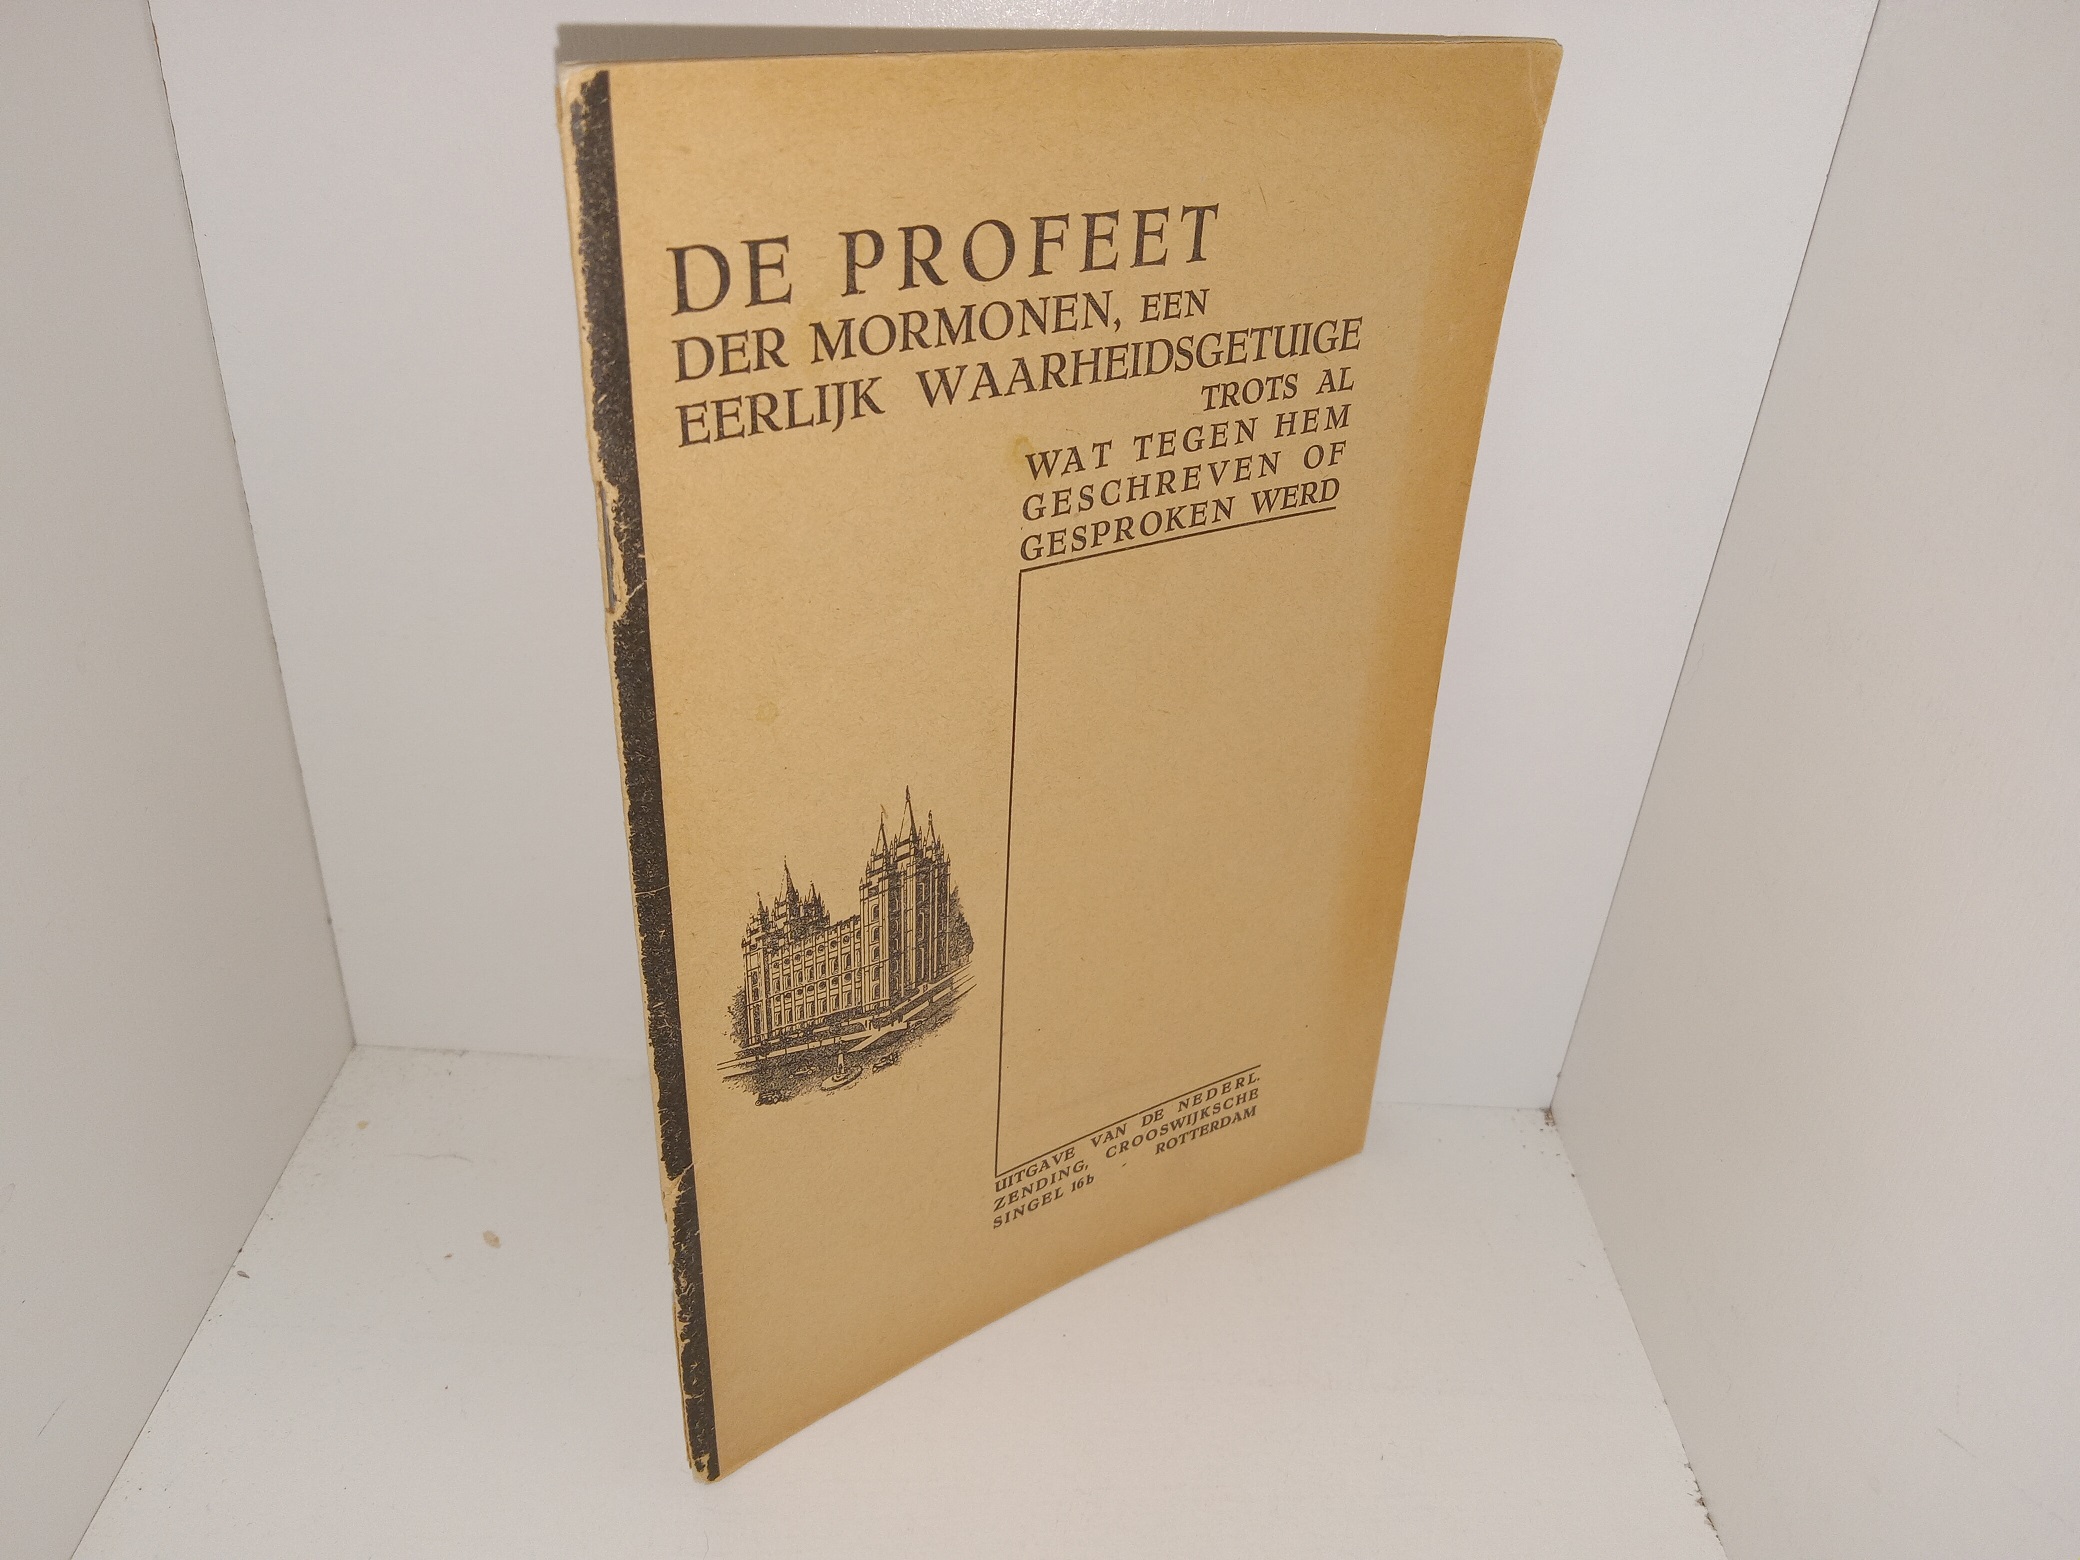 DE PROFEET
DER MORMONEN, EEN
EERLIJK WAARHEIDSGETUIGE
TROTS AL
WAT TEGEN HEM
GESCHREVEN OF
GESPROKEN WERD
UITGAVE VAN DE NEDERL.
ZENDING, CROOSWIJKSCHE
SINGEL 16b - ROTTERDAM